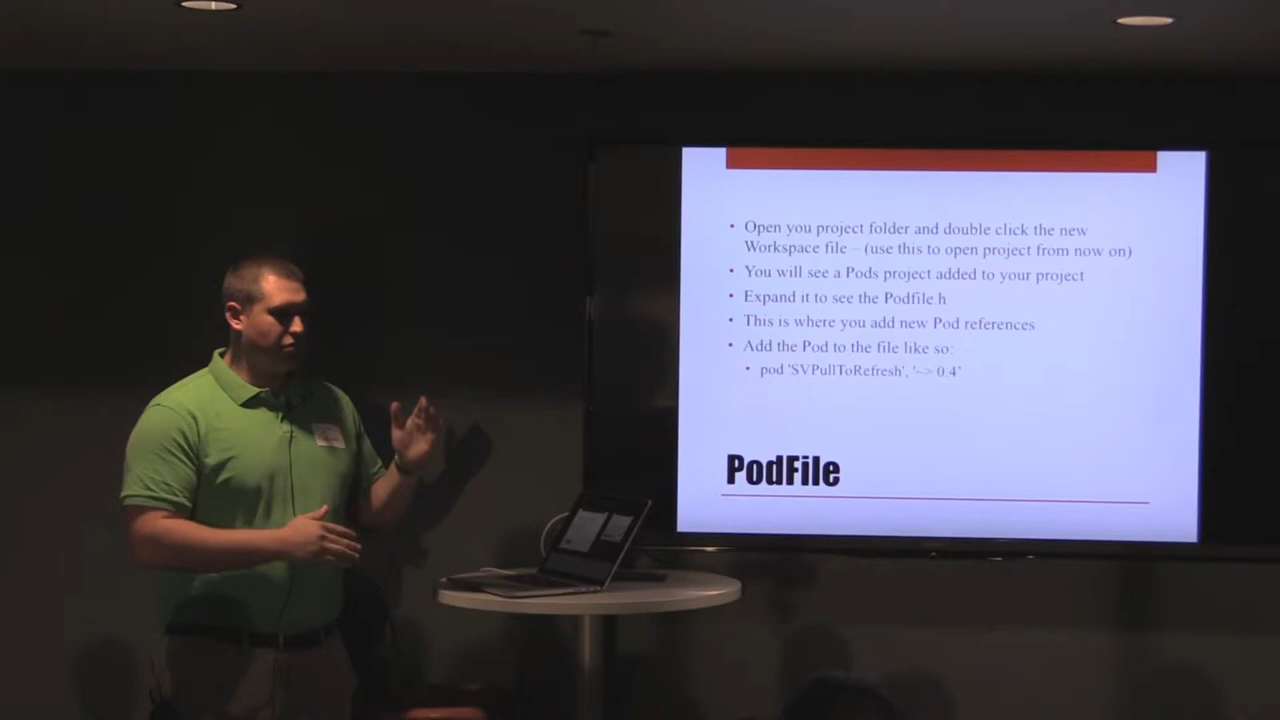 • Open you project folder and double click the new
Workspace file – (use this to open project from now on)
• You will see a Pods project added to your project
• Expand it to see the Podfile.h
• This is where you add new Pod references
• Add the Pod to the file like so:
• pod 'SVPullToRefresh', '~> 0.4'
PodFile